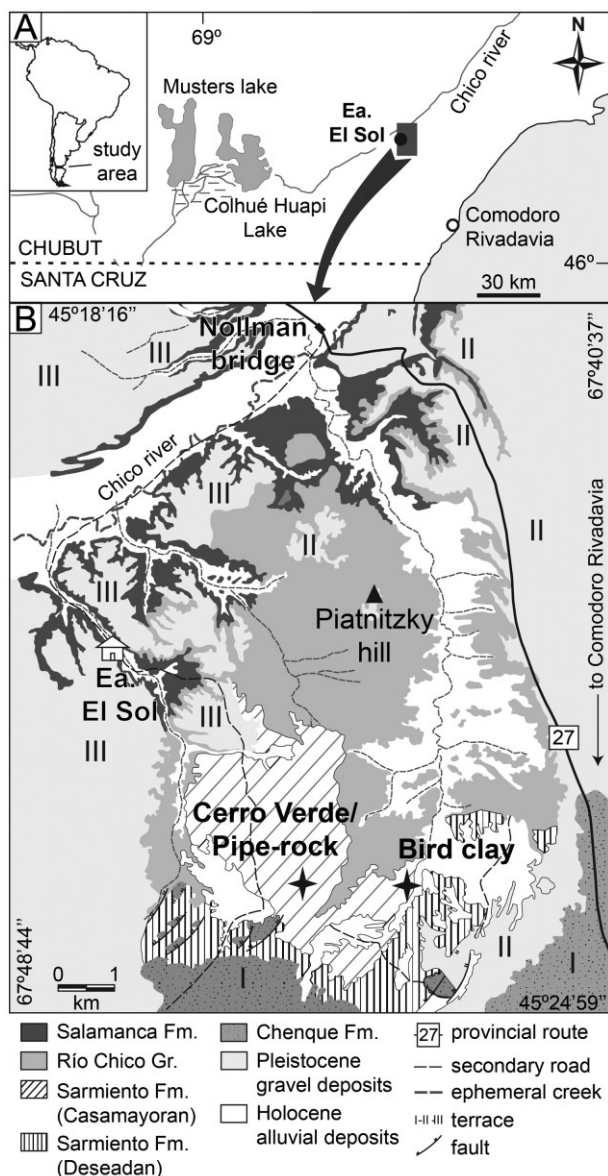 A
69º
N
Musters lake
Chico river
Ea.
El Sol
study
area
Colhué Huapi
Lake
Comodoro
Rivadavia
CHUBUT
SANTA CRUZ
46º
30 km
B
45º18'16’’
67º40'37’’
Nollman
bridge
III
III
III
II
II
Chico river
III
II
II
III
Piatnitzky
hill
Ea.
El Sol
III
III
to Comodoro Rivadavia
27
Cerro Verde/
Pipe-rock
Bird clay
67º48'44’’
0 1
km
I
II
I
45º24'59’’
Salamanca Fm.
Río Chico Gr.
Sarmiento Fm.
(Casamayoran)
Sarmiento Fm.
(Deseadan)
Chenque Fm.
Pleistocene
gravel deposits
Holocene
alluvial deposits
27 provincial route
secondary road
ephemeral creek
I-II-III terrace
fault